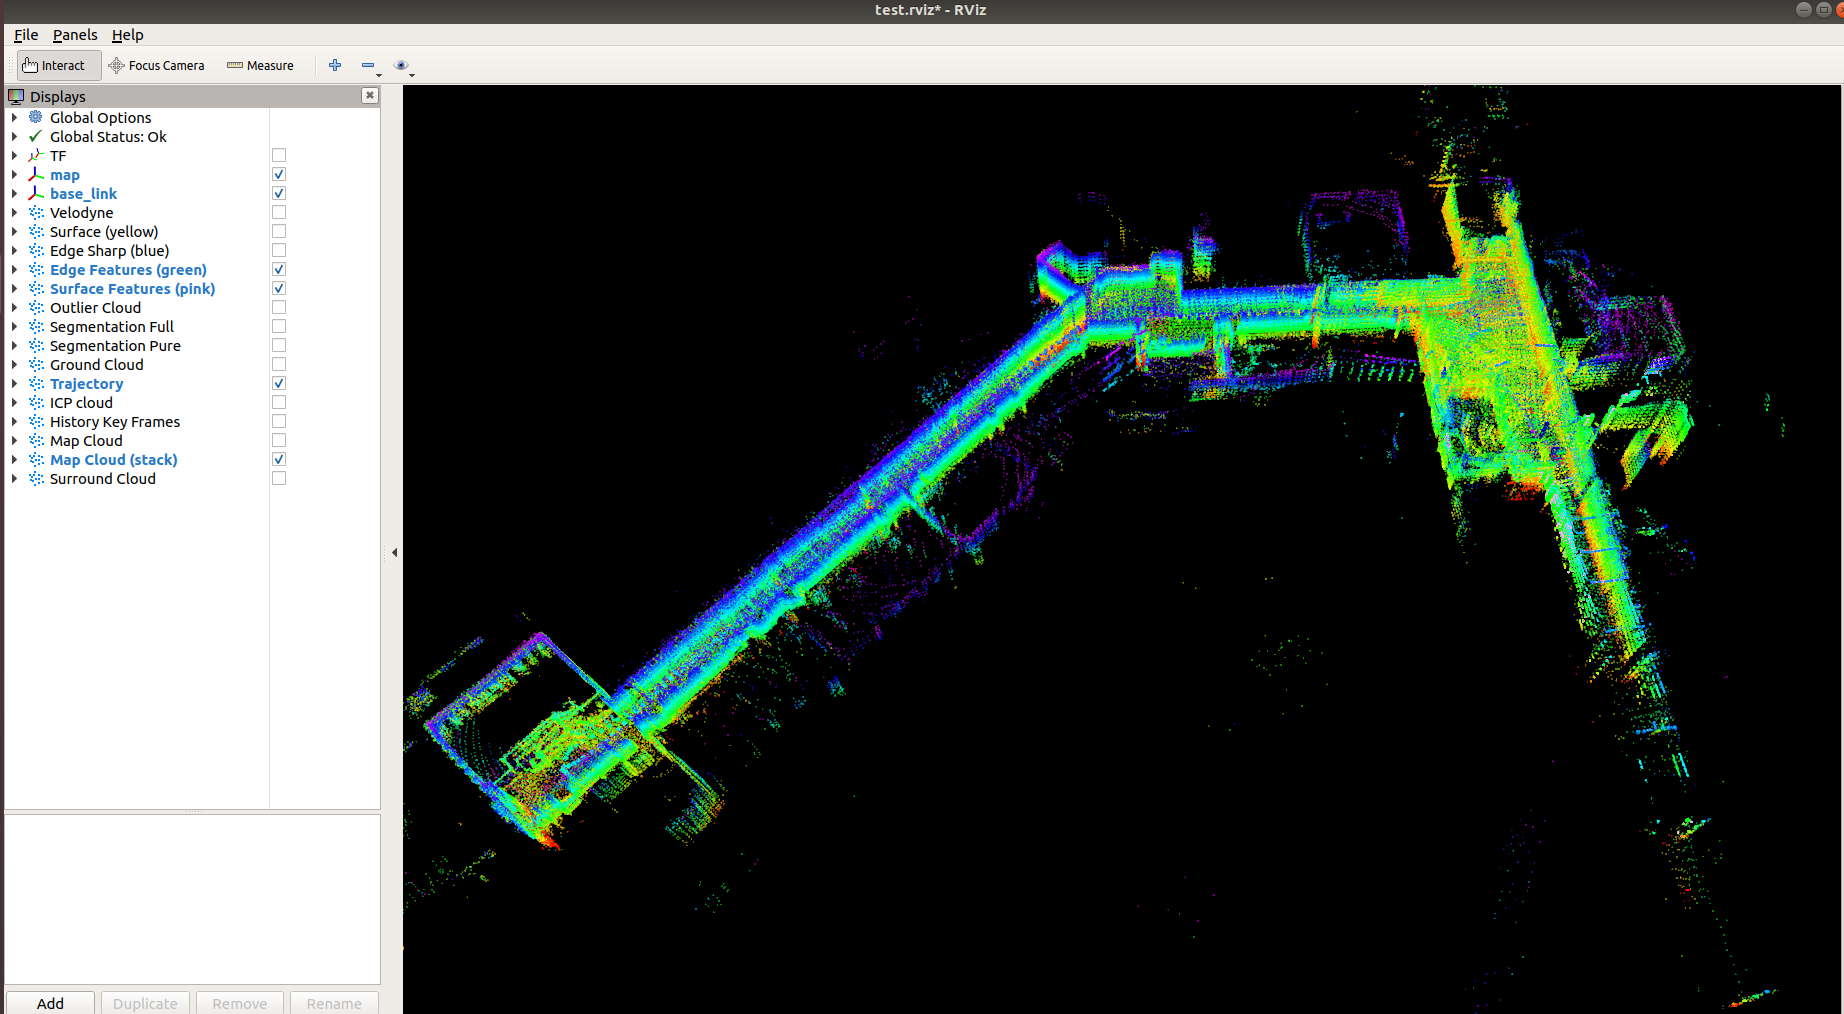 test.rviz* - RViz
File Panels Help
Interact Focus Camera Measure
Displays
Global Options
Global Status: Ok
TF
map
base_link
Velodyne
Surface (yellow)
Edge Sharp (blue)
Edge Features (green)
Surface Features (pink)
Outlier Cloud
Segmentation Full
Segmentation Pure
Ground Cloud
Trajectory
ICP cloud
History Key Frames
Map Cloud
Map Cloud (stack)
Surround Cloud
Add Duplicate Remove Rename